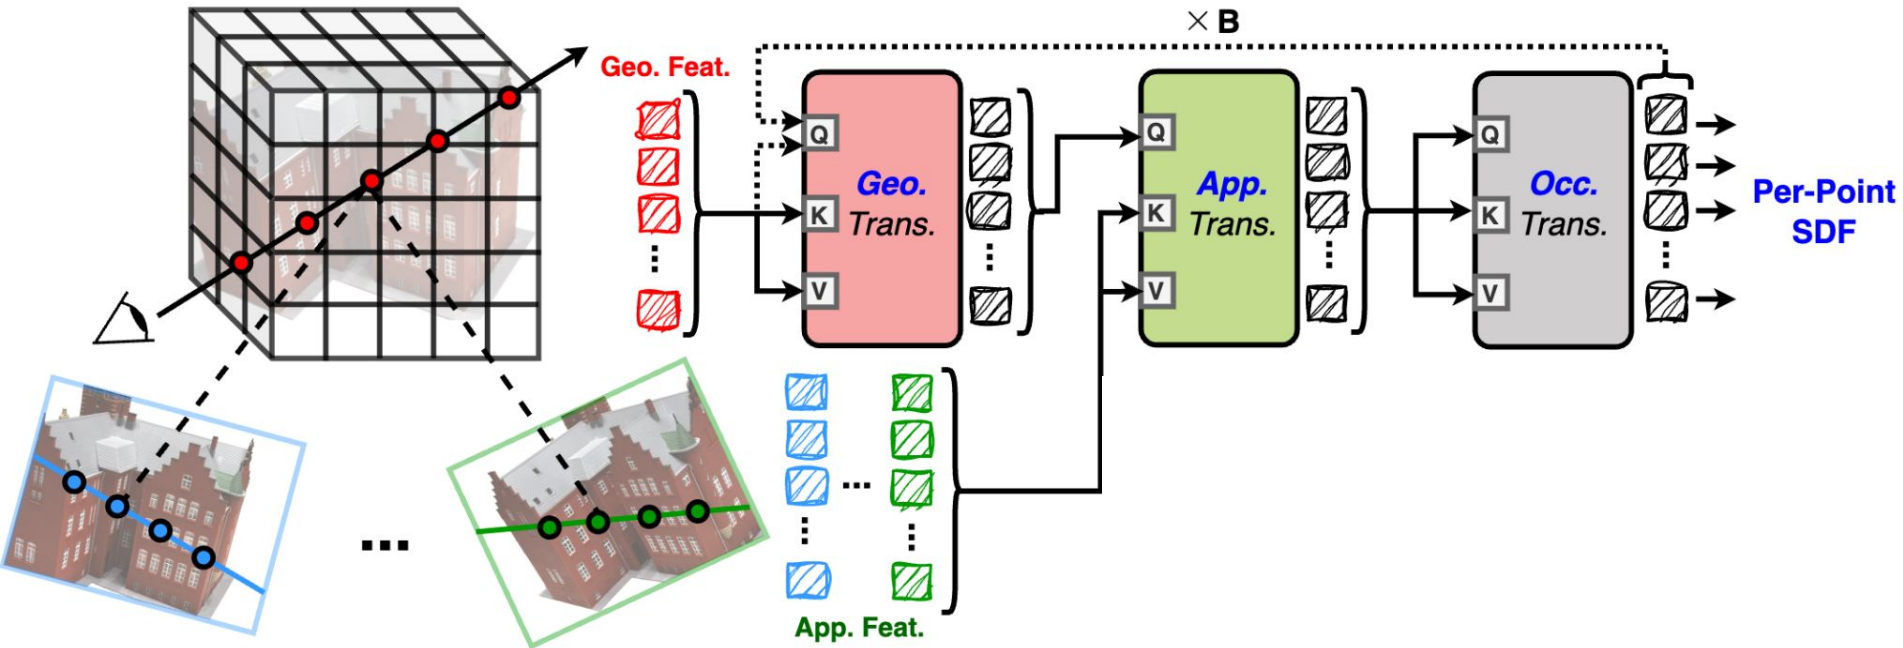 × B
Geo. Feat.
Q
K
V
Geo.
Trans.
Q
K
V
App.
Trans.
Q
K
V
Occ.
Trans.
Per-Point
SDF
App. Feat.